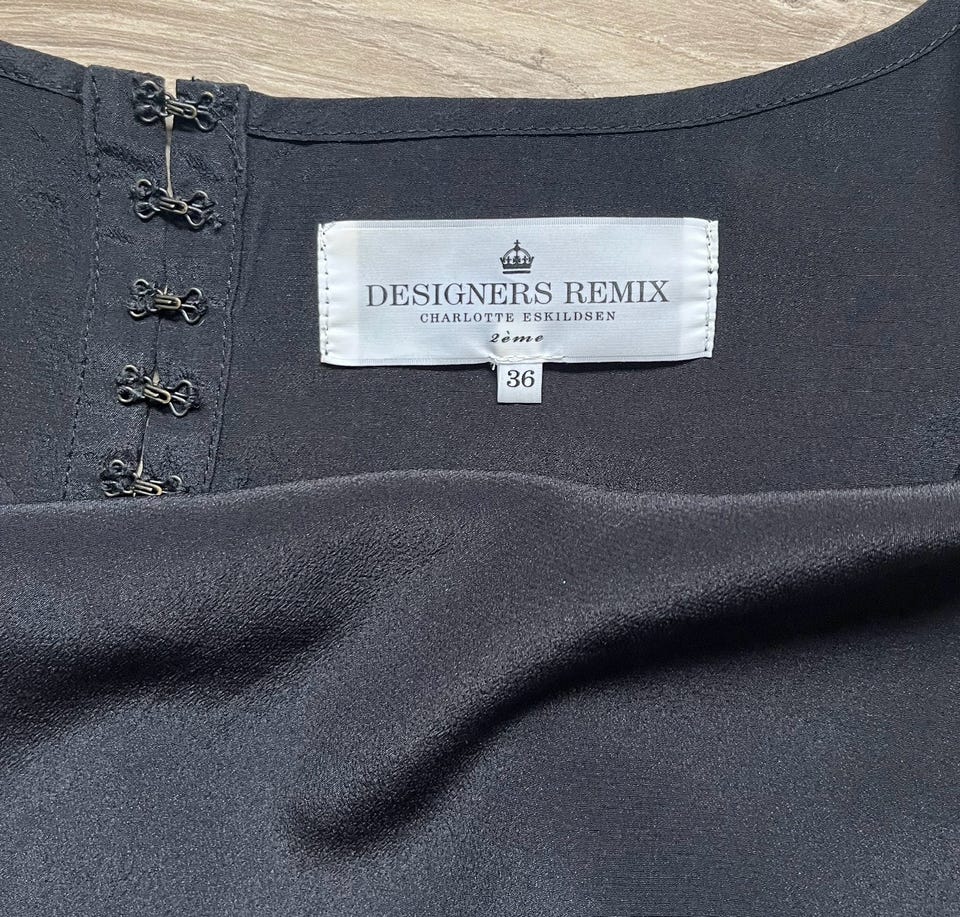 DESIGNERS REMIX
CHARLOTTE ESKILDSEN
2ème
36